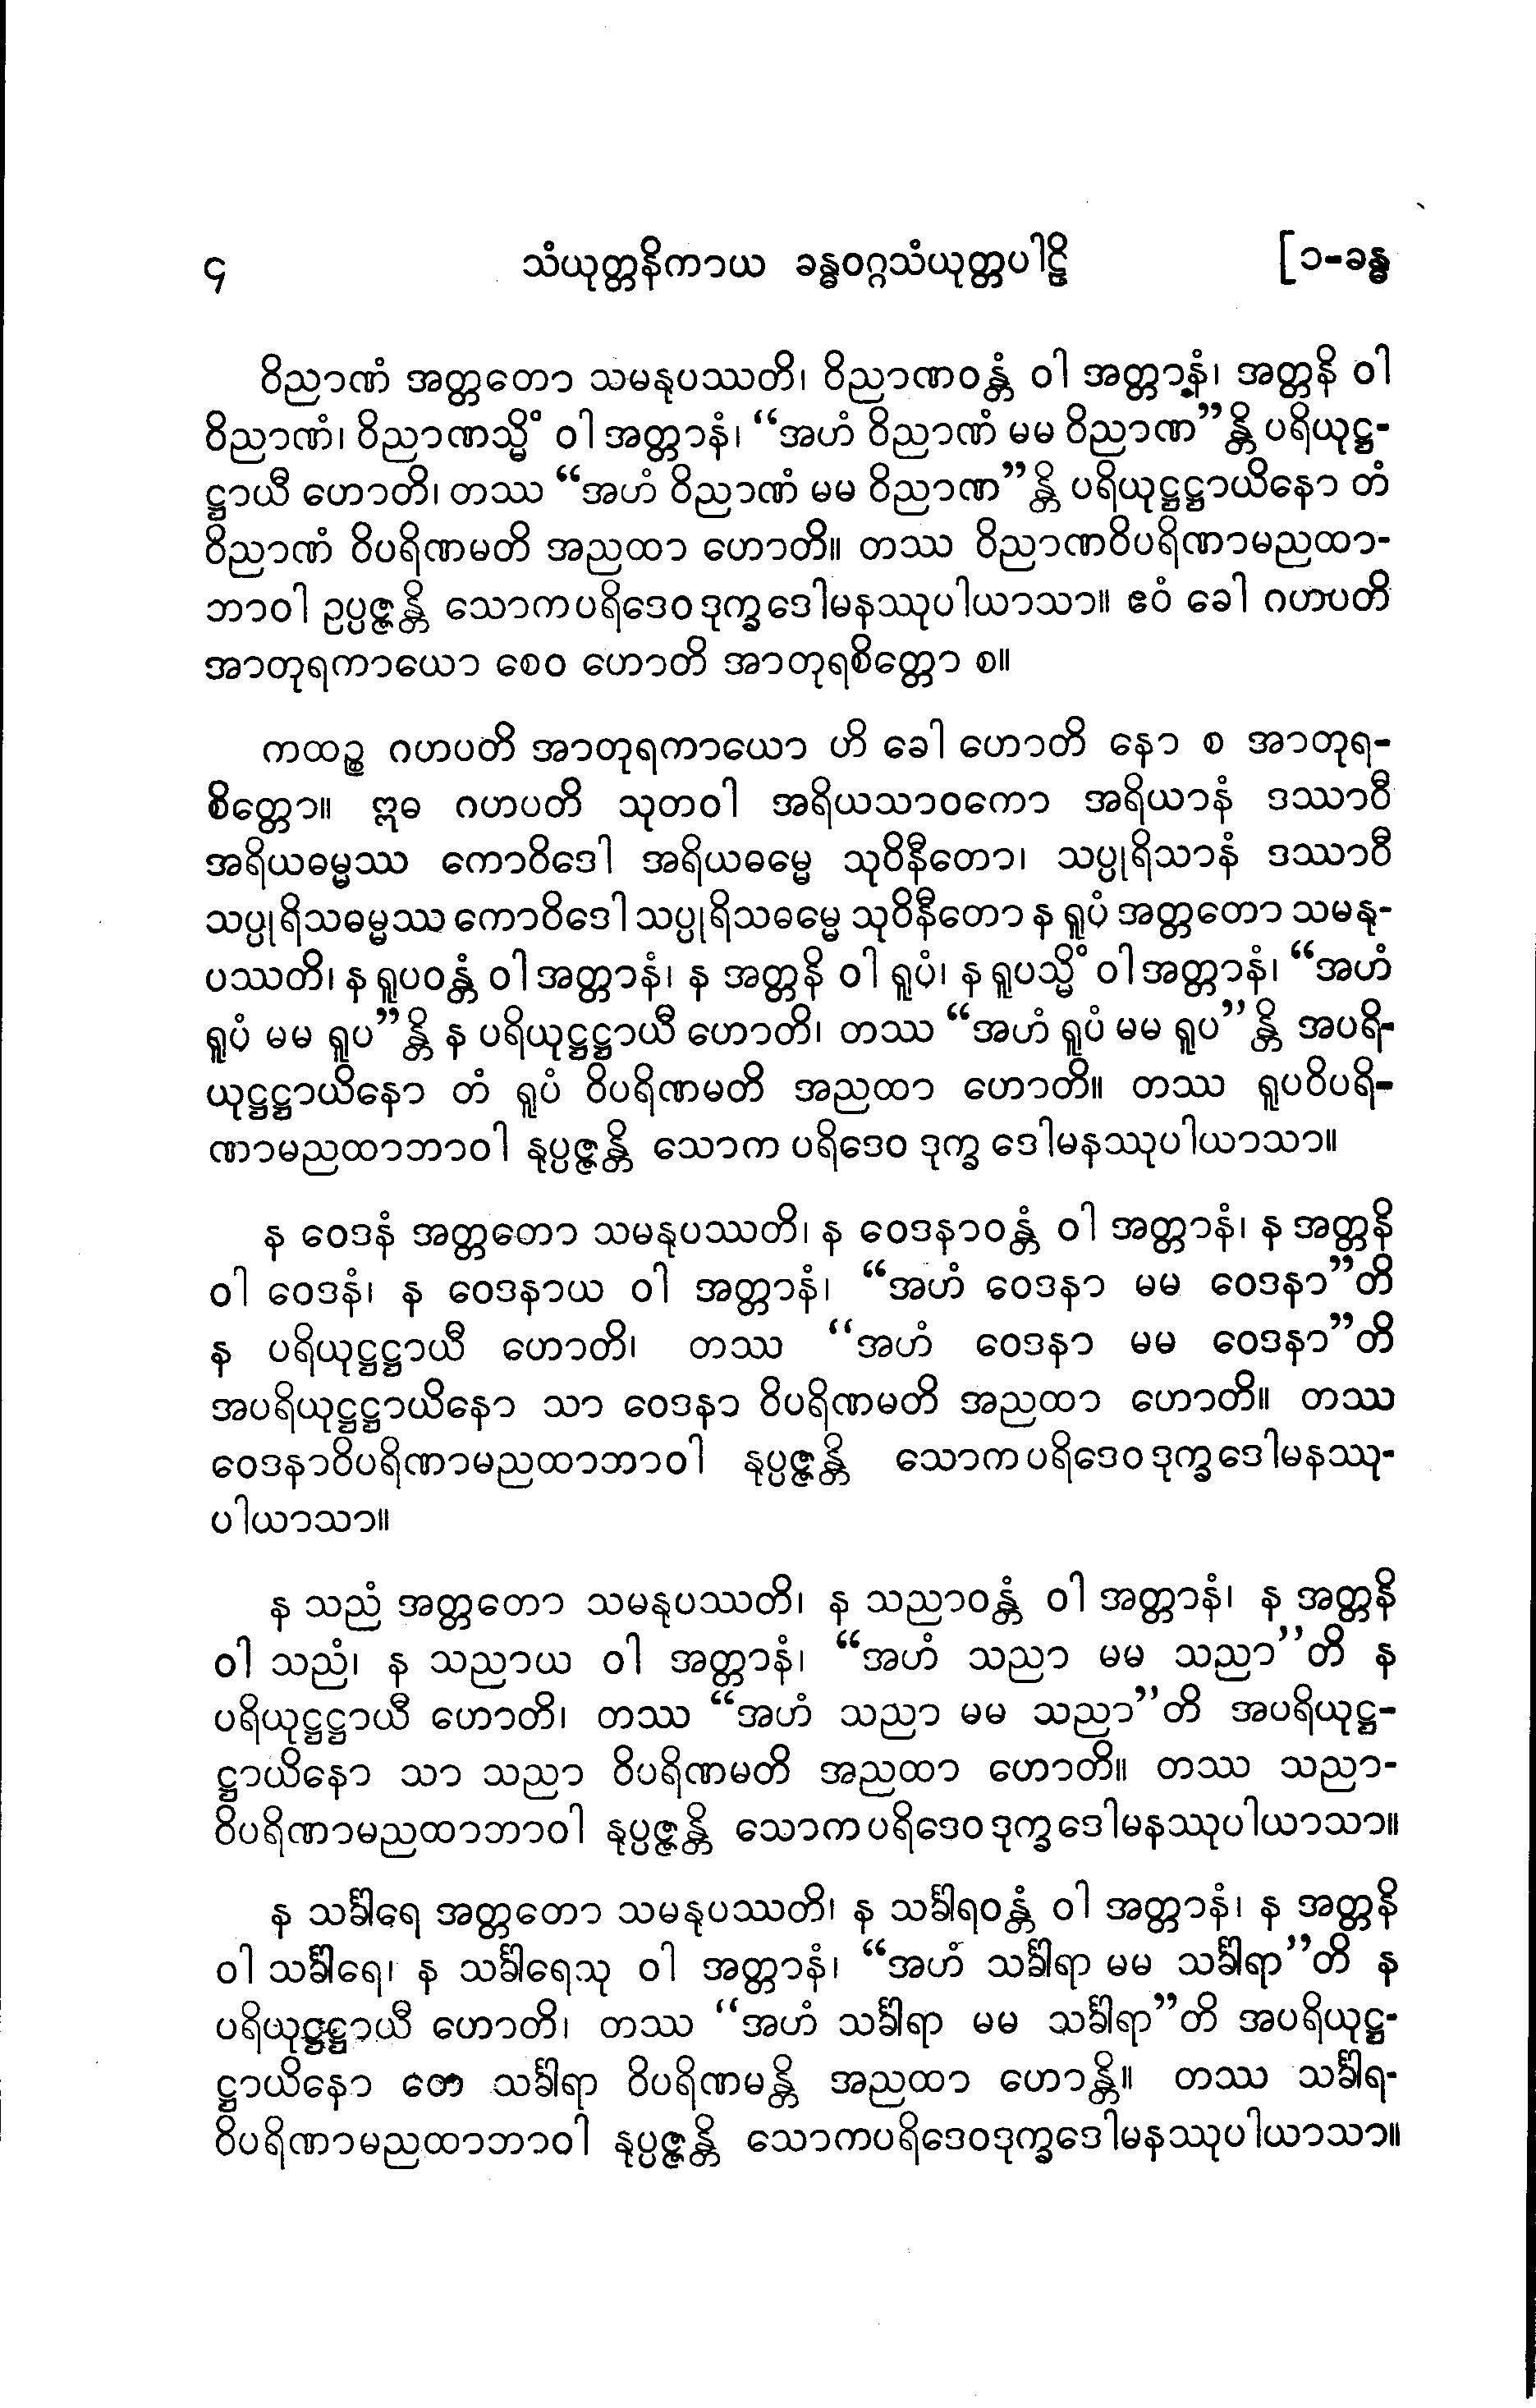 ၄ သံယုတ္တနိကာယ ခန္ဓဝဂ္ဂသံယုတ္တပါဠိ [၁-ခန္ဓ
ဝိညာဏံ အတ္တတော သမနုပဿတိ၊ ဝိညာဏဝန္တံ ဝါ အတ္တာနံ၊ အတ္တနိ ဝါ
ဝိညာဏံ၊ ဝိညာဏသ္မိံ ဝါ အတ္တာနံ၊ “အဟံ ဝိညာဏံ မမ ဝိညာဏ”န္တိ ပရိယုဋ္ဌ-
ဋ္ဌာယီ ဟောတိ၊ တဿ “အဟံ ဝိညာဏံ မမ ဝိညာဏ”န္တိ ပရိယုဋ္ဌဋ္ဌာယိနော တံ
ဝိညာဏံ ဝိပရိဏမတိ အညထာ ဟောတိ။ တဿ ဝိညာဏဝိပရိဏာမညထာ-
ဘာဝါ ဥပ္ပဇ္ဇန္တိ သောကပရိဒေဝဒုက္ခဒေါမနဿုပါယာသာ။ ဧဝံ ခေါ ဂဟပတိ
အာတုရကာယော စေဝ ဟောတိ အာတုရစိတ္တော စ။
ကထဉ္စ ဂဟပတိ အာတုရကာယော ဟိ ခေါ ဟောတိ နော စ အာတုရ-
စိတ္တော။ ဣဓ ဂဟပတိ သုတဝါ အရိယသာဝကော အရိယာနံ ဒဿာဝီ
အရိယဓမ္မဿ ကောဝိဒေါ အရိယဓမ္မေ သုဝိနီတော၊ သပ္ပုရိသာနံ ဒဿာဝီ
သပ္ပုရိသဓမ္မဿ ကောဝိဒေါ သပ္ပုရိသဓမ္မေ သုဝိနီတော န ရူပံ အတ္တတော သမနု-
ပဿတိ၊ န ရူပဝန္တံ ဝါ အတ္တာနံ၊ န အတ္တနိ ဝါ ရူပံ၊ န ရူပသ္မိံ ဝါ အတ္တာနံ၊ “အဟံ
ရူပံ မမ ရူပ”န္တိ န ပရိယုဋ္ဌဋ္ဌာယီ ဟောတိ၊ တဿ “အဟံ ရူပံ မမ ရူပ”န္တိ အပရိ-
ယုဋ္ဌဋ္ဌာယိနော တံ ရူပံ ဝိပရိဏမတိ အညထာ ဟောတိ။ တဿ ရူပဝိပရိ-
ဏာမညထာဘာဝါ နုပ္ပဇ္ဇန္တိ သောက ပရိဒေဝ ဒုက္ခ ဒေါမနဿုပါယာသာ။
န ဝေဒနံ အတ္တတော သမနုပဿတိ၊ န ဝေဒနာဝန္တံ ဝါ အတ္တာနံ၊ န အတ္တနိ
ဝါ ဝေဒနံ၊ န ဝေဒနာယ ဝါ အတ္တာနံ၊ “အဟံ ဝေဒနာ မမ ဝေဒနာ”တိ
န ပရိယုဋ္ဌဋ္ဌာယီ ဟောတိ၊ တဿ “အဟံ ဝေဒနာ မမ ဝေဒနာ”တိ
အပရိယုဋ္ဌဋ္ဌာယိနော သာ ဝေဒနာ ဝိပရိဏမတိ အညထာ ဟောတိ။ တဿ
ဝေဒနာဝိပရိဏာမညထာဘာဝါ နုပ္ပဇ္ဇန္တိ သောကပရိဒေဝဒုက္ခဒေါမနဿု-
ပါယာသာ။
န သညံ အတ္တတော သမနုပဿတိ၊ န သညာဝန္တံ ဝါ အတ္တာနံ၊ န အတ္တနိ
ဝါ သညံ၊ န သညာယ ဝါ အတ္တာနံ၊ “အဟံ သညာ မမ သညာ”တိ န
ပရိယုဋ္ဌဋ္ဌာယီ ဟောတိ၊ တဿ “အဟံ သညာ မမ သညာ”တိ အပရိယုဋ္ဌ-
ဋ္ဌာယိနော သာ သညာ ဝိပရိဏမတိ အညထာ ဟောတိ။ တဿ သညာ-
ဝိပရိဏာမညထာဘာဝါ နုပ္ပဇ္ဇန္တိ သောကပရိဒေဝဒုက္ခဒေါမနဿုပါယာသာ။
န သင်္ခါရေ အတ္တတော သမနုပဿတိ၊ န သင်္ခါရဝန္တံ ဝါ အတ္တာနံ၊ န အတ္တနိ
ဝါ သင်္ခါရေ၊ န သင်္ခါရေသု ဝါ အတ္တာနံ၊ “အဟံ သင်္ခါရာ မမ သင်္ခါရာ”တိ န
ပရိယုဋ္ဌဋ္ဌာယီ ဟောတိ၊ တဿ “အဟံ သင်္ခါရာ မမ သင်္ခါရာ”တိ အပရိယုဋ္ဌ-
ဋ္ဌာယိနော တေ သင်္ခါရာ ဝိပရိဏမန္တိ အညထာ ဟောန္တိ။ တဿ သင်္ခါရ-
ဝိပရိဏာမညထာဘာဝါ နုပ္ပဇ္ဇန္တိ သောကပရိဒေဝဒုက္ခဒေါမနဿုပါယာသာ။